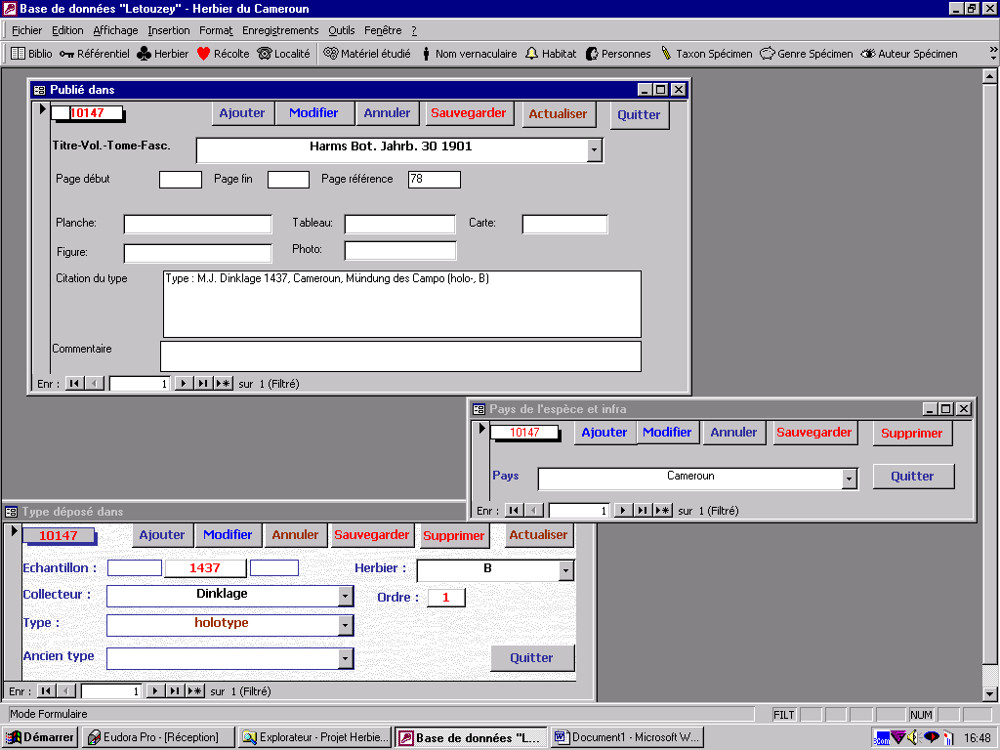 Base de données "Letouzey" - Herbier du Cameroun
Fichier Edition Affichage Insertion Format Enregistrements Outils Fenêtre ?
Biblio Référentiel Herbier Récolte Localité Matériel étudié Nom vernaculaire Habitat Personnes Taxon Spécimen Genre Spécimen Auteur Spécimen
Publié dans
10147 Ajouter Modifier Annuler Sauvegarder Actualiser Quitter
Titre-Vol.-Tome-Fasc. Harms Bot. Jahrb. 30 1901
Page début Page fin Page référence 78
Planche: Tableau: Carte:
Figure: Photo:
Citation du type Type : M.J. Dinklage 1437, Cameroun, Mündung des Campo (holo-, B)
Commentaire
Enr : 1 sur 1 (Filtré)
Pays de l'espèce et infra
10147 Ajouter Modifier Annuler Sauvegarder Supprimer
Pays Cameroun Quitter
Enr : 1 sur 1 (Filtré)
Type déposé dans
10147 Ajouter Modifier Annuler Sauvegarder Supprimer Actualiser
Echantillon : 1437 Herbier : B
Collecteur : Dinklage Ordre : 1
Type : holotype
Ancien type Quitter
Enr : 1 sur 1 (Filtré)
Mode Formulaire FILT NUM
Démarrer Eudora Pro - [Réception] Explorateur - Projet Herbie... Base de données "L... Document1 - Microsoft W... 16:48